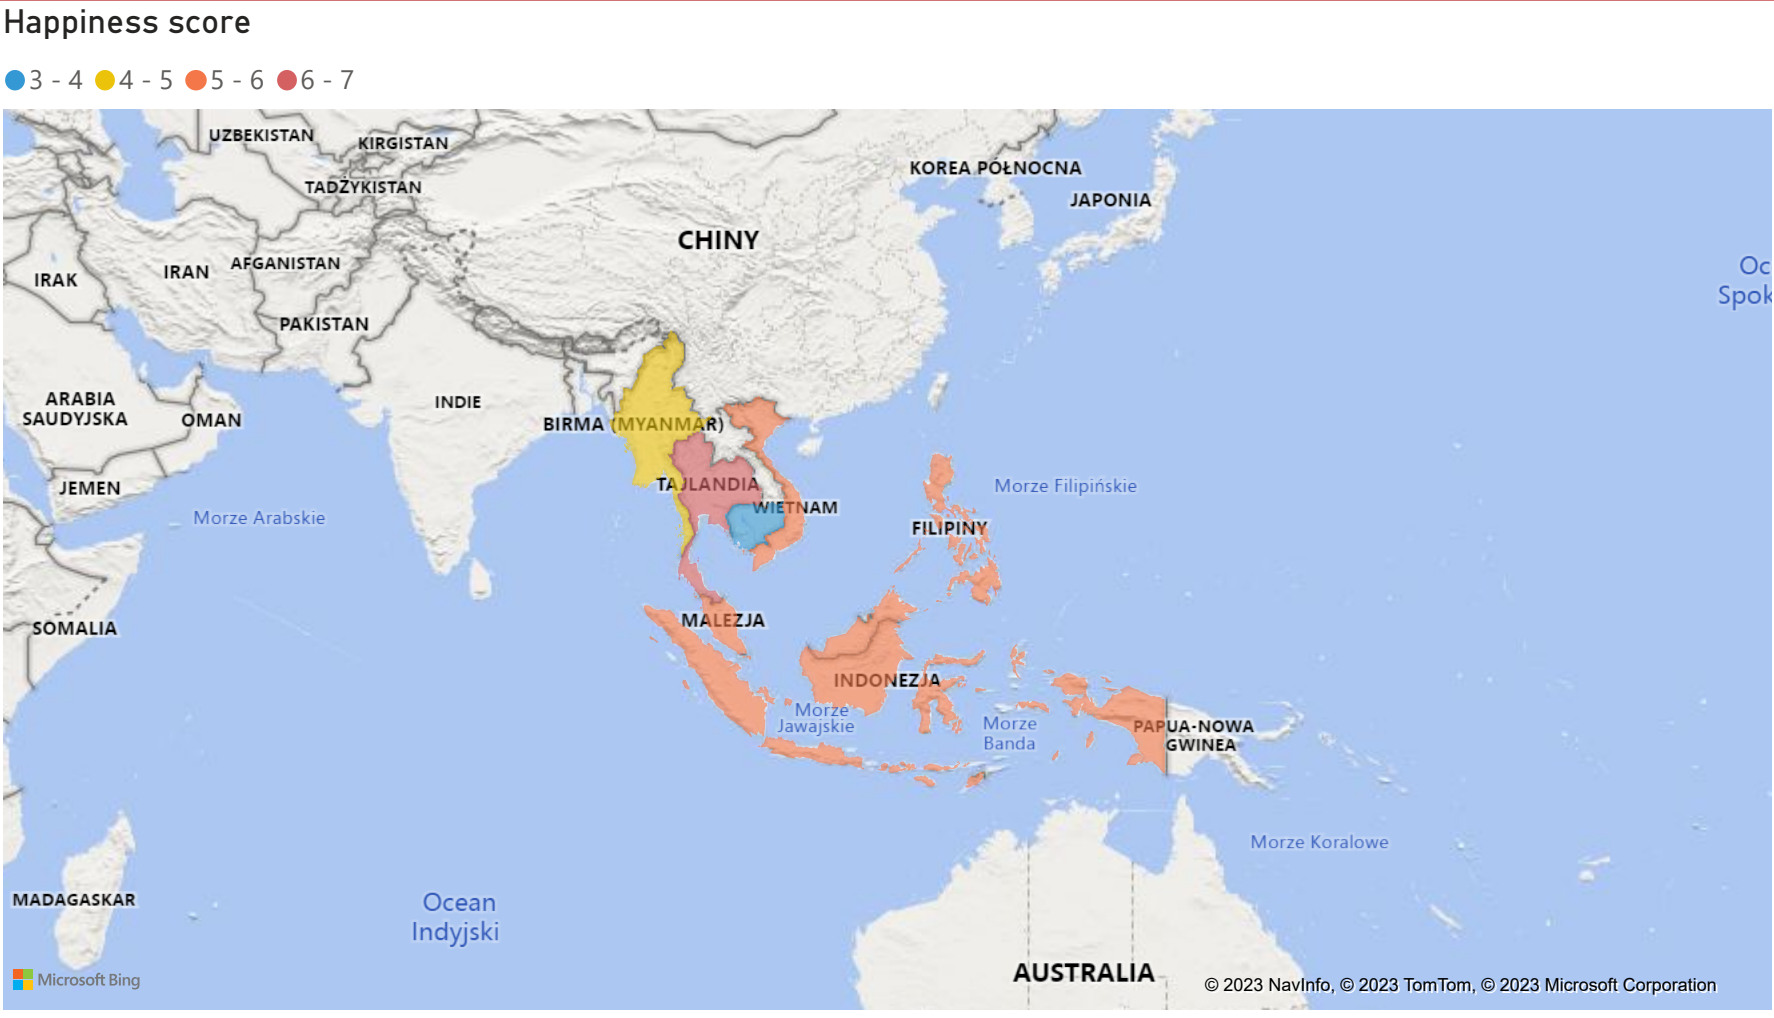 Happiness score
3 - 4 4 - 5 5 - 6 6 - 7
UZBEKISTAN
KIRGISTAN
KOREA PÓŁNOCNA
TADŻYKISTAN
JAPONIA
CHINY
AFGANISTAN
IRAN
IRAK
Oc
Spok
PAKISTAN
ARABIA
SAUDYJSKA
OMAN
INDIE
BIRMA (MYANMAR)
JEMEN
TAJLANDIA
Morze Filipińskie
WIETNAM
Morze Arabskie
FILIPINY
SOMALIA
MALEZJA
INDONEZJA
Morze
Jawajskie
Morze
Banda
PAPUA-NOWA
GWINEA
Morze Koralowe
MADAGASKAR
Ocean
Indyjski
AUSTRALIA
Microsoft Bing
© 2023 NavInfo, © 2023 TomTom, © 2023 Microsoft Corporation